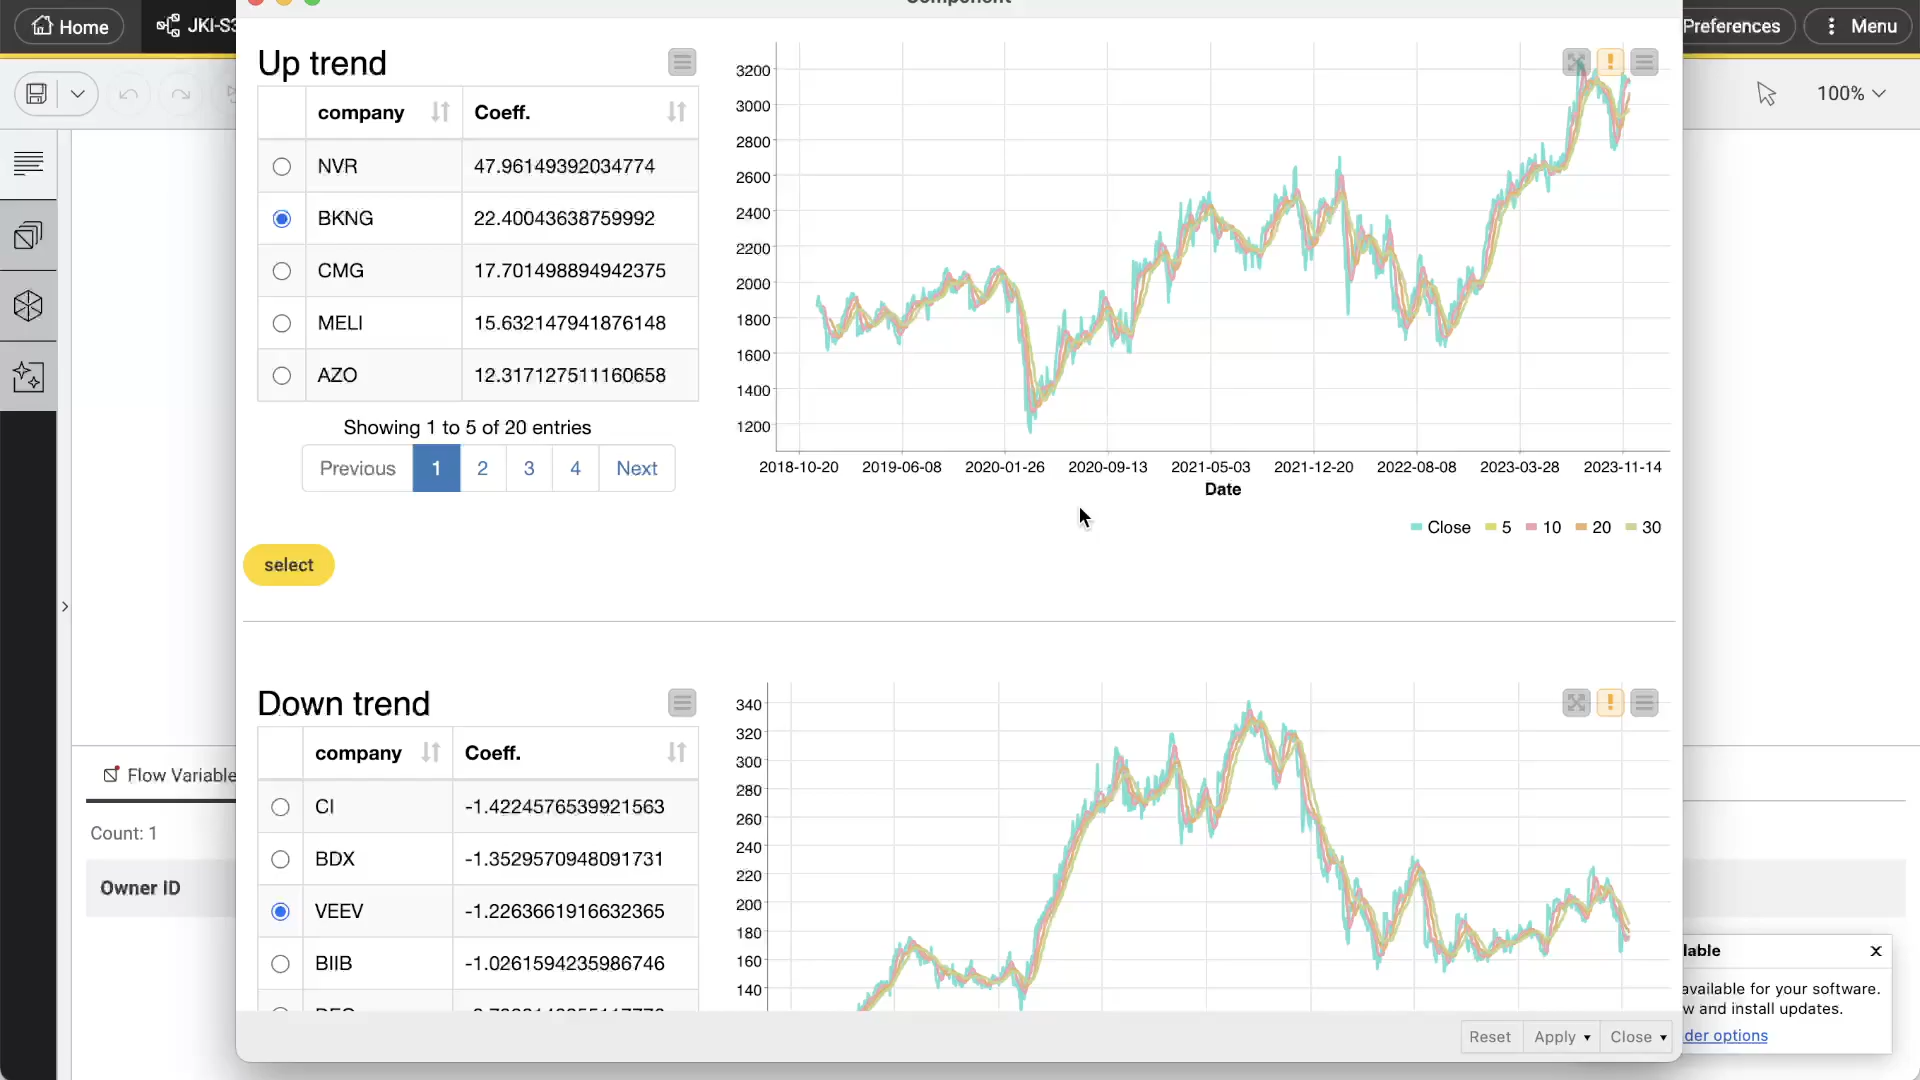 Component
Home
JKI-S3
Preferences
Menu
100%
Up trend
company Coeff.
NVR 47.96149392034774
BKNG 22.40043638759992
CMG 17.701498894942375
MELI 15.632147941876148
AZO 12.317127511160658
Showing 1 to 5 of 20 entries
Previous 1 2 3 4 Next
select
3200
3000
2800
2600
2400
2200
2000
1800
1600
1400
1200
2018-10-20 2019-06-08 2020-01-26 2020-09-13 2021-05-03 2021-12-20 2022-08-08 2023-03-28 2023-11-14
Date
Close 5 10 20 30
Down trend
company Coeff.
CI -1.4224576539921563
BDX -1.3529570948091731
VEEV -1.2263661916632365
BIIB -1.0261594235986746
340
320
300
280
260
240
220
200
180
160
140
Flow Variable
Count: 1
Owner ID
Reset Apply Close
lable
available for your software.
w and install updates.
der options